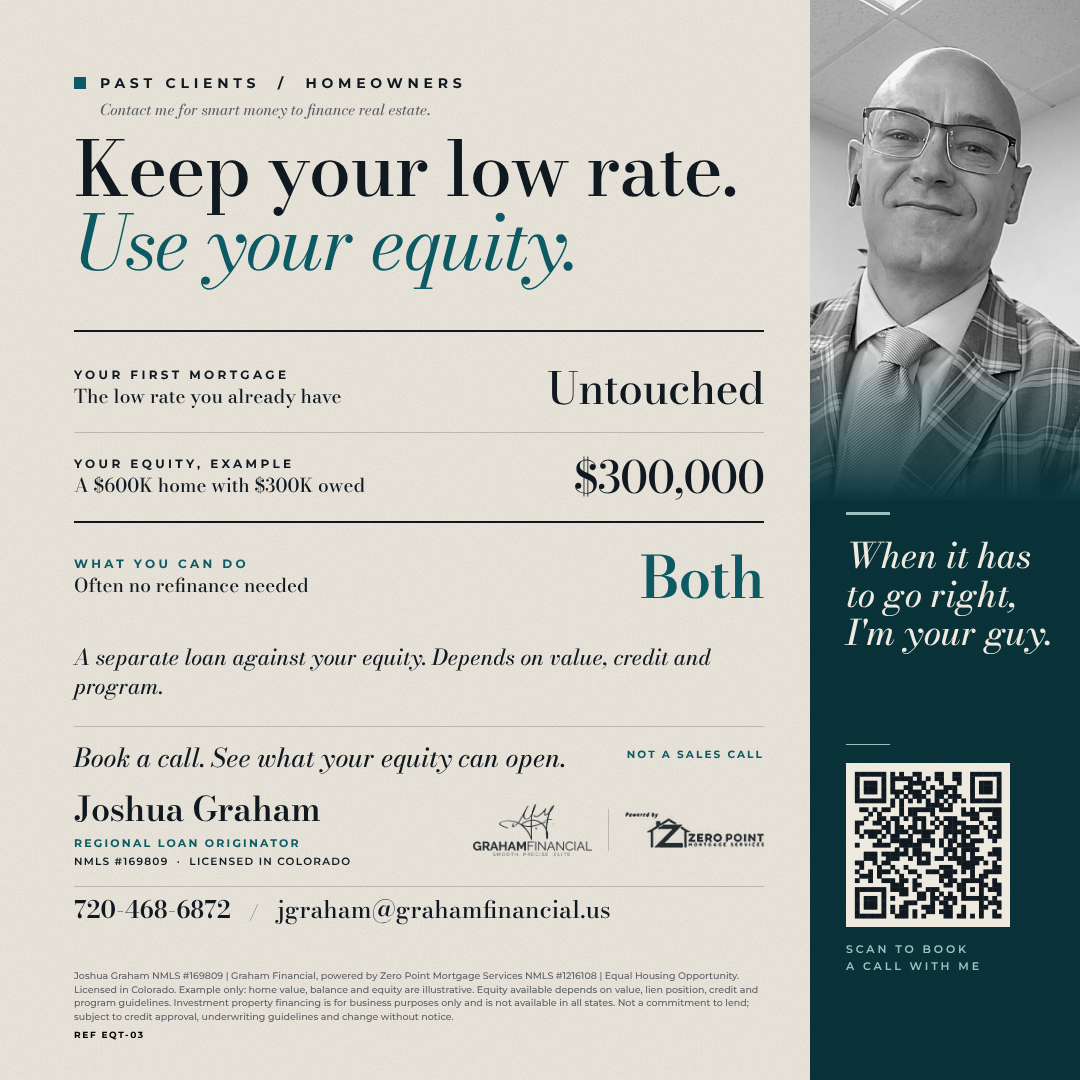 PAST CLIENTS / HOMEOWNERS
Contact me for smart money to finance real estate.
Keep your low rate.
Use your equity.
YOUR FIRST MORTGAGE
The low rate you already have
Untouched
YOUR EQUITY, EXAMPLE
A $600K home with $300K owed
$300,000
WHAT YOU CAN DO
Often no refinance needed
Both
A separate loan against your equity. Depends on value, credit and
program.
Book a call. See what your equity can open.
NOT A SALES CALL
Joshua Graham
REGIONAL LOAN ORIGINATOR
NMLS #169809 · LICENSED IN COLORADO
GRAHAMFINANCIAL
SMOOTH. PRECISE. ELITE.
Powered by
ZERO POINT
MORTGAGE SERVICES
720-468-6872 / jgraham@grahamfinancial.us
Joshua Graham NMLS #169809 | Graham Financial, powered by Zero Point Mortgage Services NMLS #1216108 | Equal Housing Opportunity.
Licensed in Colorado. Example only: home value, balance and equity are illustrative. Equity available depends on value, lien position, credit and
program guidelines. Investment property financing is for business purposes only and is not available in all states. Not a commitment to lend;
subject to credit approval, underwriting guidelines and change without notice.
REF EQT-03
When it has
to go right,
I'm your guy.
SCAN TO BOOK
A CALL WITH ME